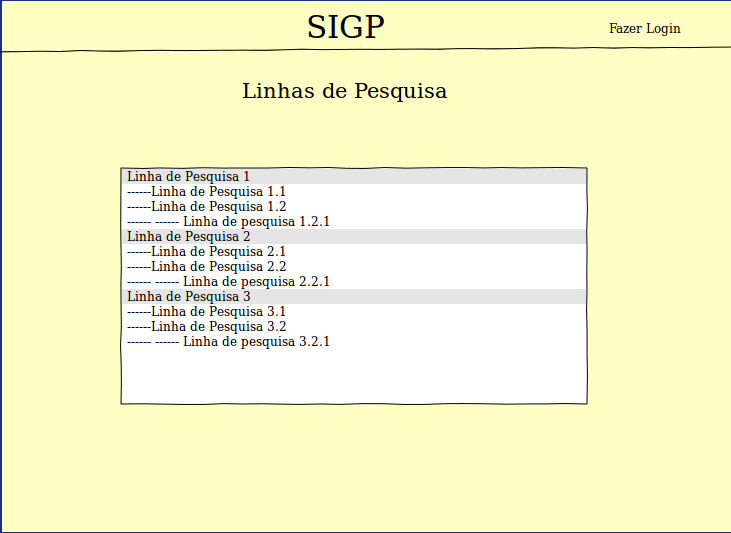 SIGP
Fazer Login
Linhas de Pesquisa
Linha de Pesquisa 1
------Linha de Pesquisa 1.1
------Linha de Pesquisa 1.2
------ ------ Linha de pesquisa 1.2.1
Linha de Pesquisa 2
------Linha de Pesquisa 2.1
------Linha de Pesquisa 2.2
------ ------ Linha de pesquisa 2.2.1
Linha de Pesquisa 3
------Linha de Pesquisa 3.1
------Linha de Pesquisa 3.2
------ ------ Linha de pesquisa 3.2.1